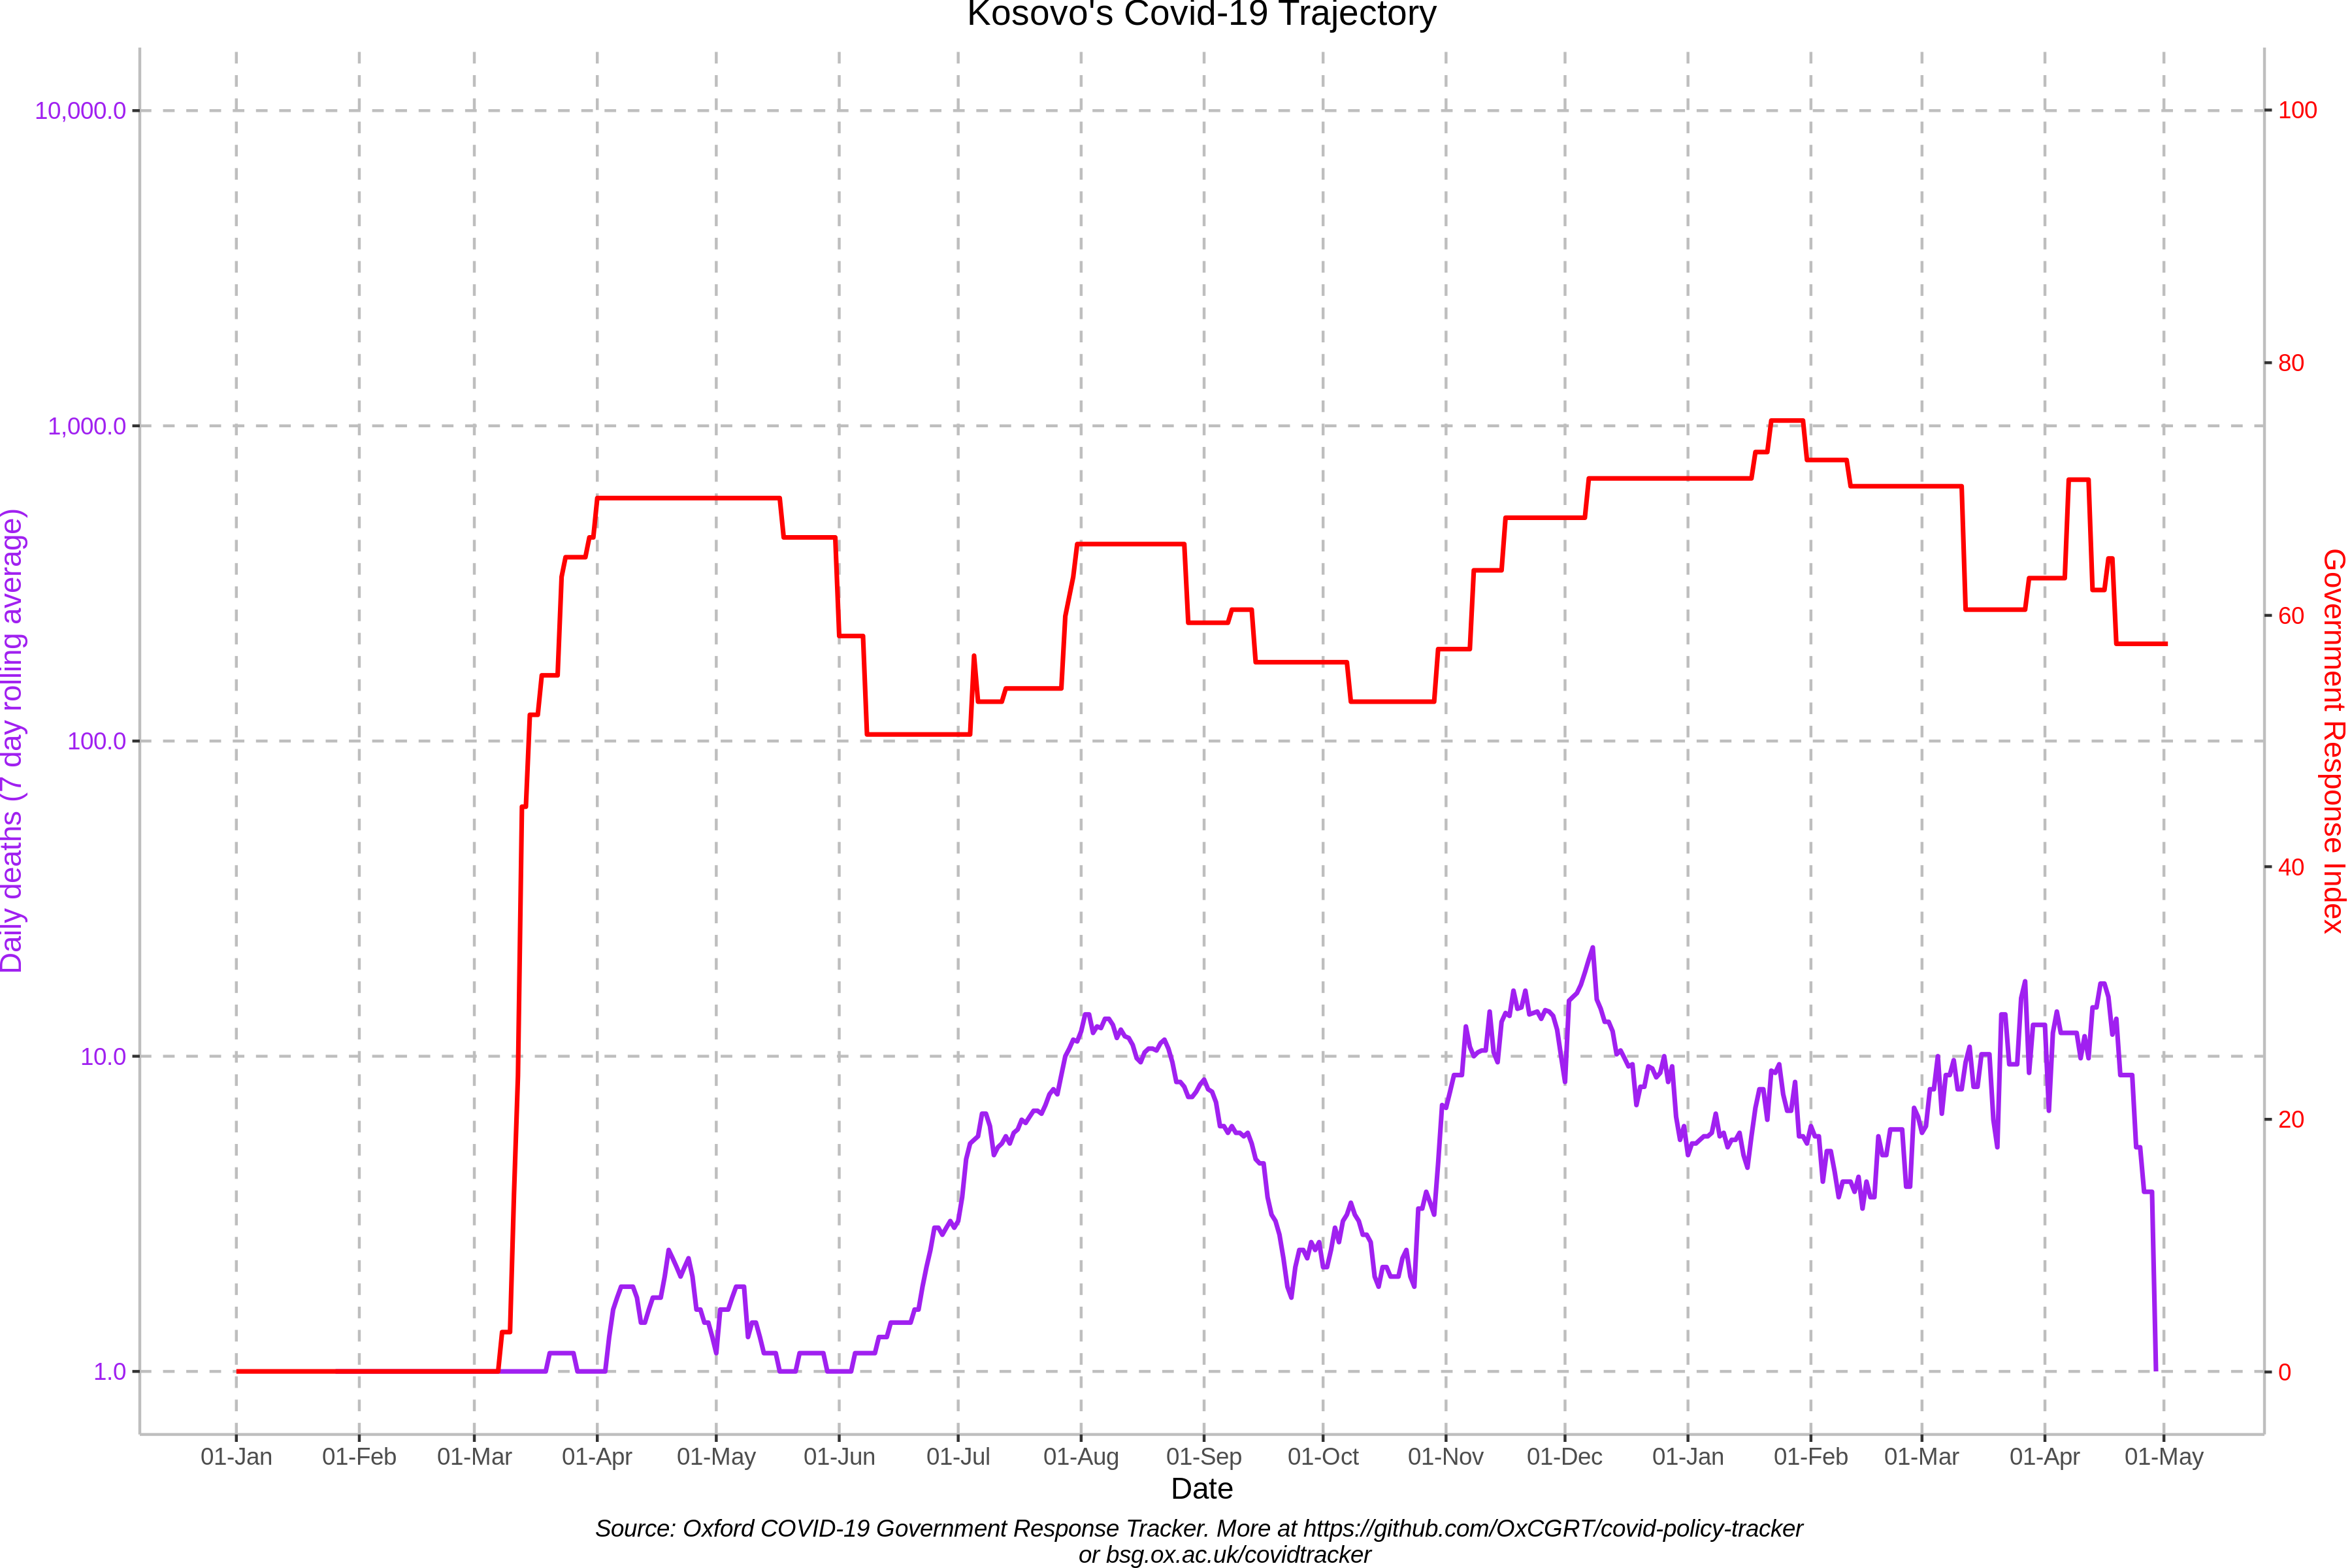 Kosovo's Covid-19 Trajectory
10,000.0
1,000.0
100.0
10.0
1.0
Daily deaths (7 day rolling average)
100
80
60
40
20
0
Government Response Index
01-Jan 01-Feb 01-Mar 01-Apr 01-May 01-Jun 01-Jul 01-Aug 01-Sep 01-Oct 01-Nov 01-Dec 01-Jan 01-Feb 01-Mar 01-Apr 01-May
Date
Source: Oxford COVID-19 Government Response Tracker. More at https://github.com/OxCGRT/covid-policy-tracker
or bsg.ox.ac.uk/covidtracker